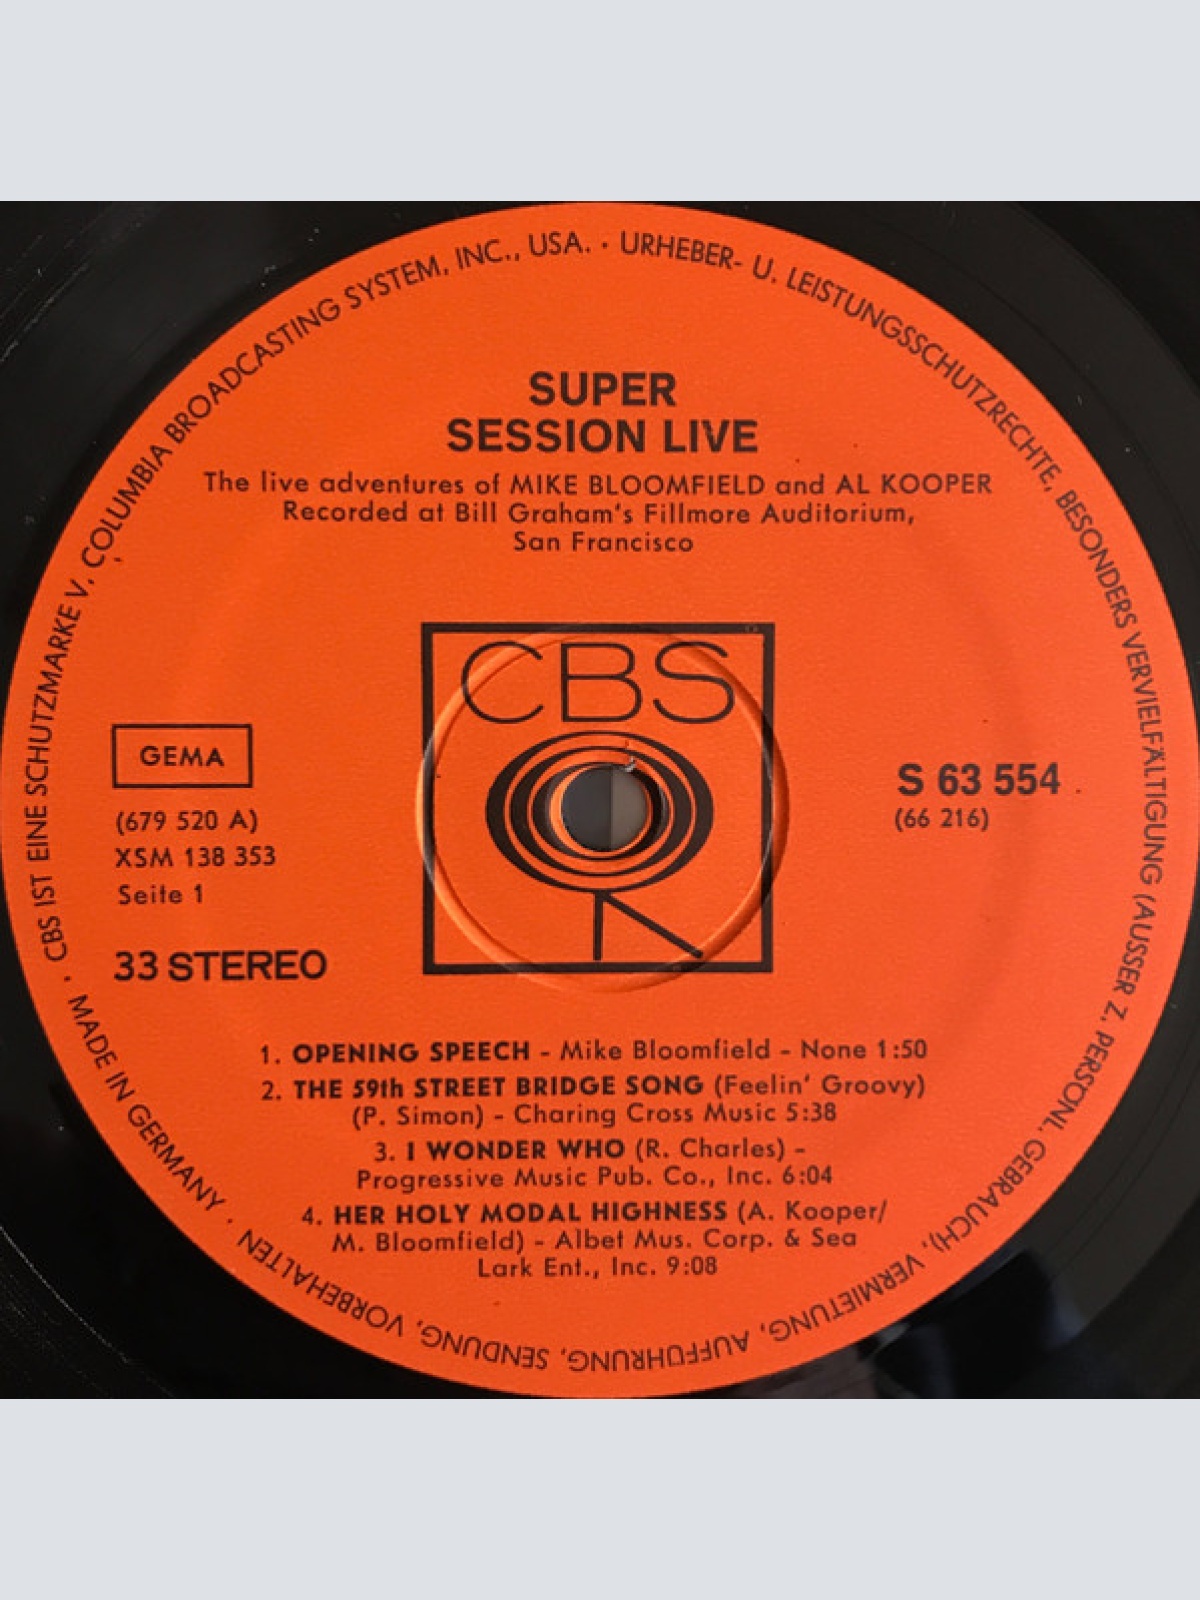 CBS IST EINE SCHUTZMARKE V. COLUMBIA BROADCASTING SYSTEM, INC., USA. · URHEBER- U. LEISTUNGSSCHUTZRECHTE, BESONDERS VERVIELFÄLTIGUNG (AUSSER Z. PERSÖNL. GEBRAUCH), VERMIETUNG, AUFFÜHRUNG, SENDUNG, VORBEHALTEN · MADE IN GERMANY ·
SUPER
SESSION LIVE
The live adventures of MIKE BLOOMFIELD and AL KOOPER
Recorded at Bill Graham's Fillmore Auditorium,
San Francisco
CBS
GEMA
(679 520 A)
XSM 138 353
Seite 1
33 STEREO
S 63 554
(66 216)
1. OPENING SPEECH - Mike Bloomfield - None 1:50
2. THE 59th STREET BRIDGE SONG (Feelin' Groovy)
(P. Simon) - Charing Cross Music 5:38
3. I WONDER WHO (R. Charles) -
Progressive Music Pub. Co., Inc. 6:04
4. HER HOLY MODAL HIGHNESS (A. Kooper/
M. Bloomfield) - Albet Mus. Corp. & Sea
Lark Ent., Inc. 9:08